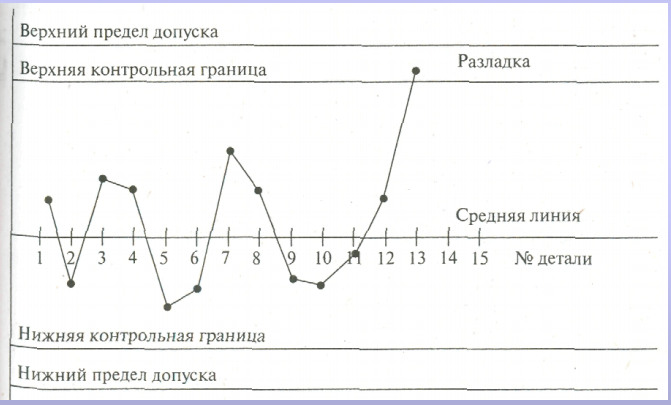 Верхний предел допуска
Верхняя контрольная граница
Разладка
Средняя линия
1 2 3 4 5 6 7 8 9 10 11 12 13 14 15 № детали
Нижняя контрольная граница
Нижний предел допуска